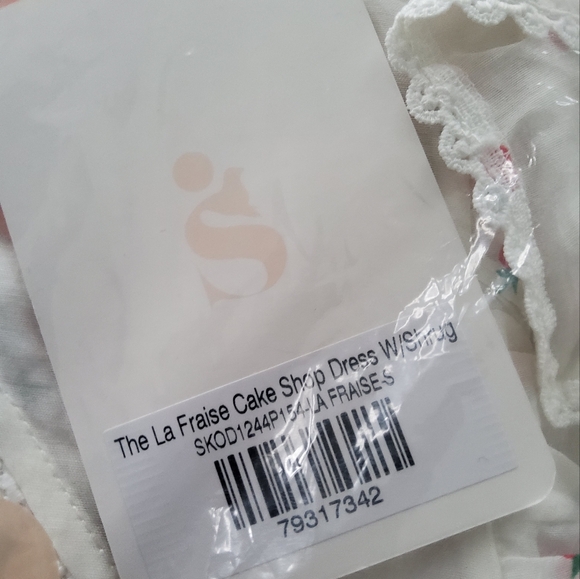 The La Fraise Cake Shop Dress W/Shrug
SKOD1244P154-LA FRAISE-S
79317342